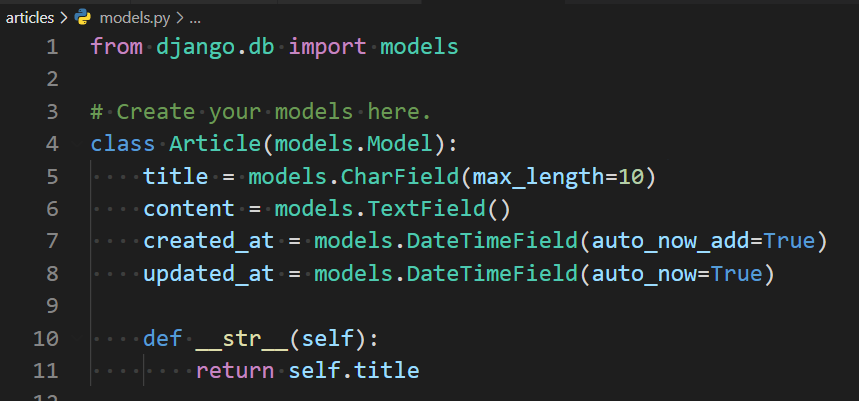 articles > models.py > ...
1 from django.db import models
2
3 # Create your models here.
4 class Article(models.Model):
5     title = models.CharField(max_length=10)
6     content = models.TextField()
7     created_at = models.DateTimeField(auto_now_add=True)
8     updated_at = models.DateTimeField(auto_now=True)
9
10     def __str__(self):
11         return self.title